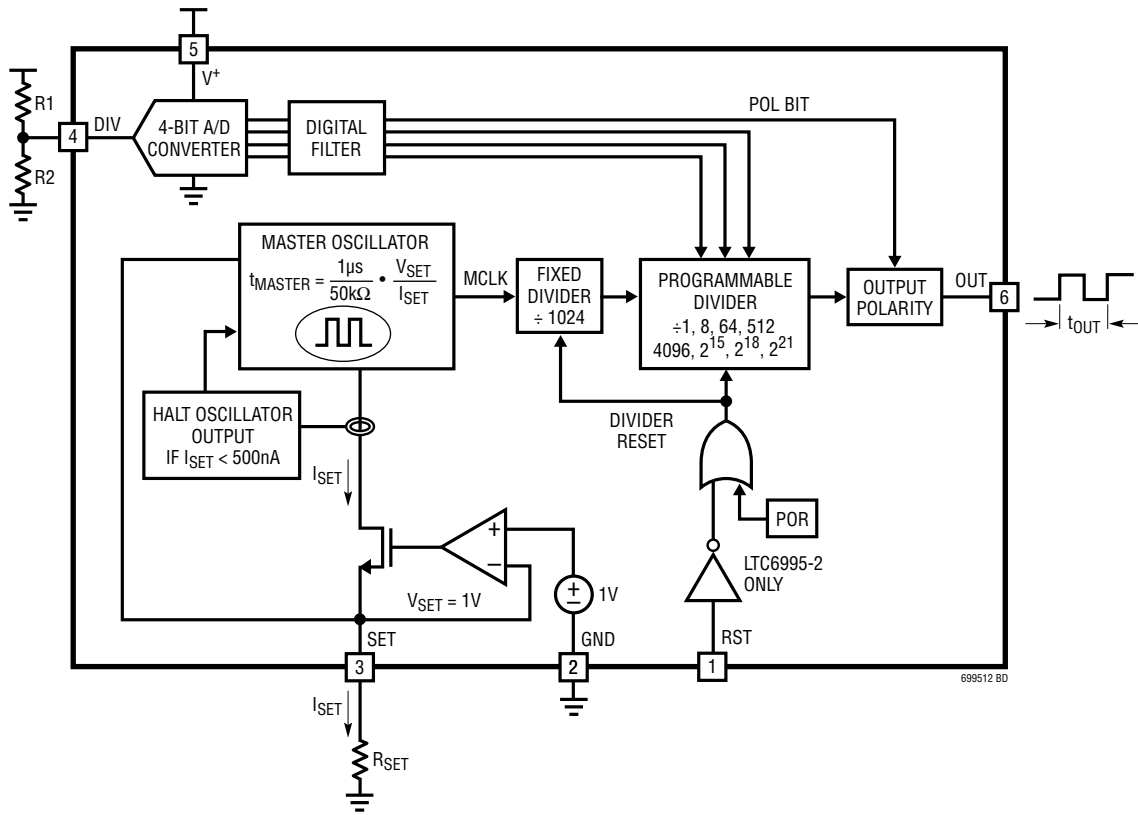 5
V+
R1
4
DIV
R2
4-BIT A/D
CONVERTER
DIGITAL
FILTER
POL BIT
MASTER OSCILLATOR
tMASTER = 1µs/50kΩ • VSET/ISET
MCLK
FIXED
DIVIDER
÷ 1024
PROGRAMMABLE
DIVIDER
÷1, 8, 64, 512
4096, 2^15, 2^18, 2^21
OUTPUT
POLARITY
OUT
6
tOUT
HALT OSCILLATOR
OUTPUT
IF ISET < 500nA
DIVIDER
RESET
ISET
POR
+
–
LTC6995-2
ONLY
VSET = 1V
+
–
1V
SET
GND
RST
3
2
1
699512 BD
ISET
RSET